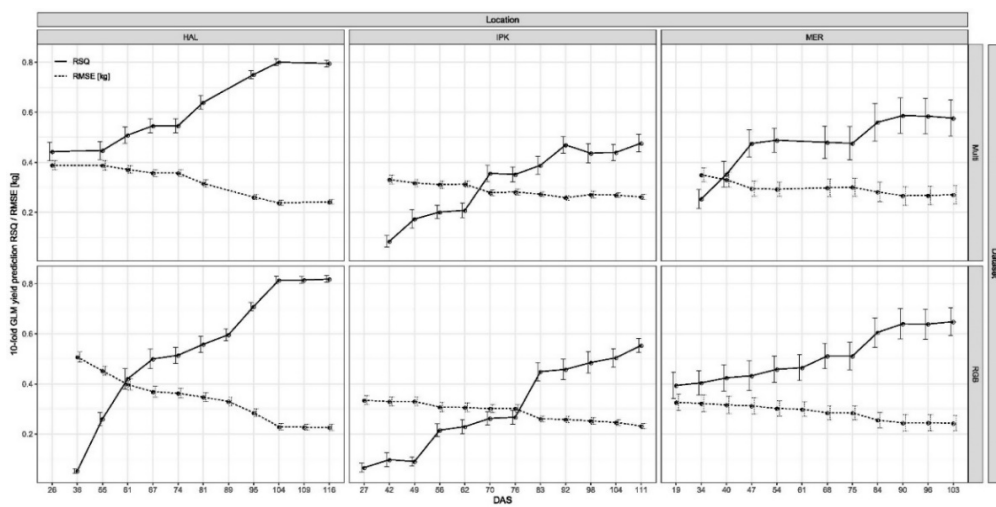 Location
HAL IPK MER
RSQ
RMSE [kg]
0.8
0.6
0.4
0.2
Multi
10-fold GLM yield prediction RSQ / RMSE [kg]
0.8
0.6
0.4
0.2
RGB
26 38 55 61 67 74 81 89 95 104 109 116 27 42 49 56 62 70 76 83 92 98 104 111 19 34 40 47 54 61 68 75 84 90 96 103
DAS